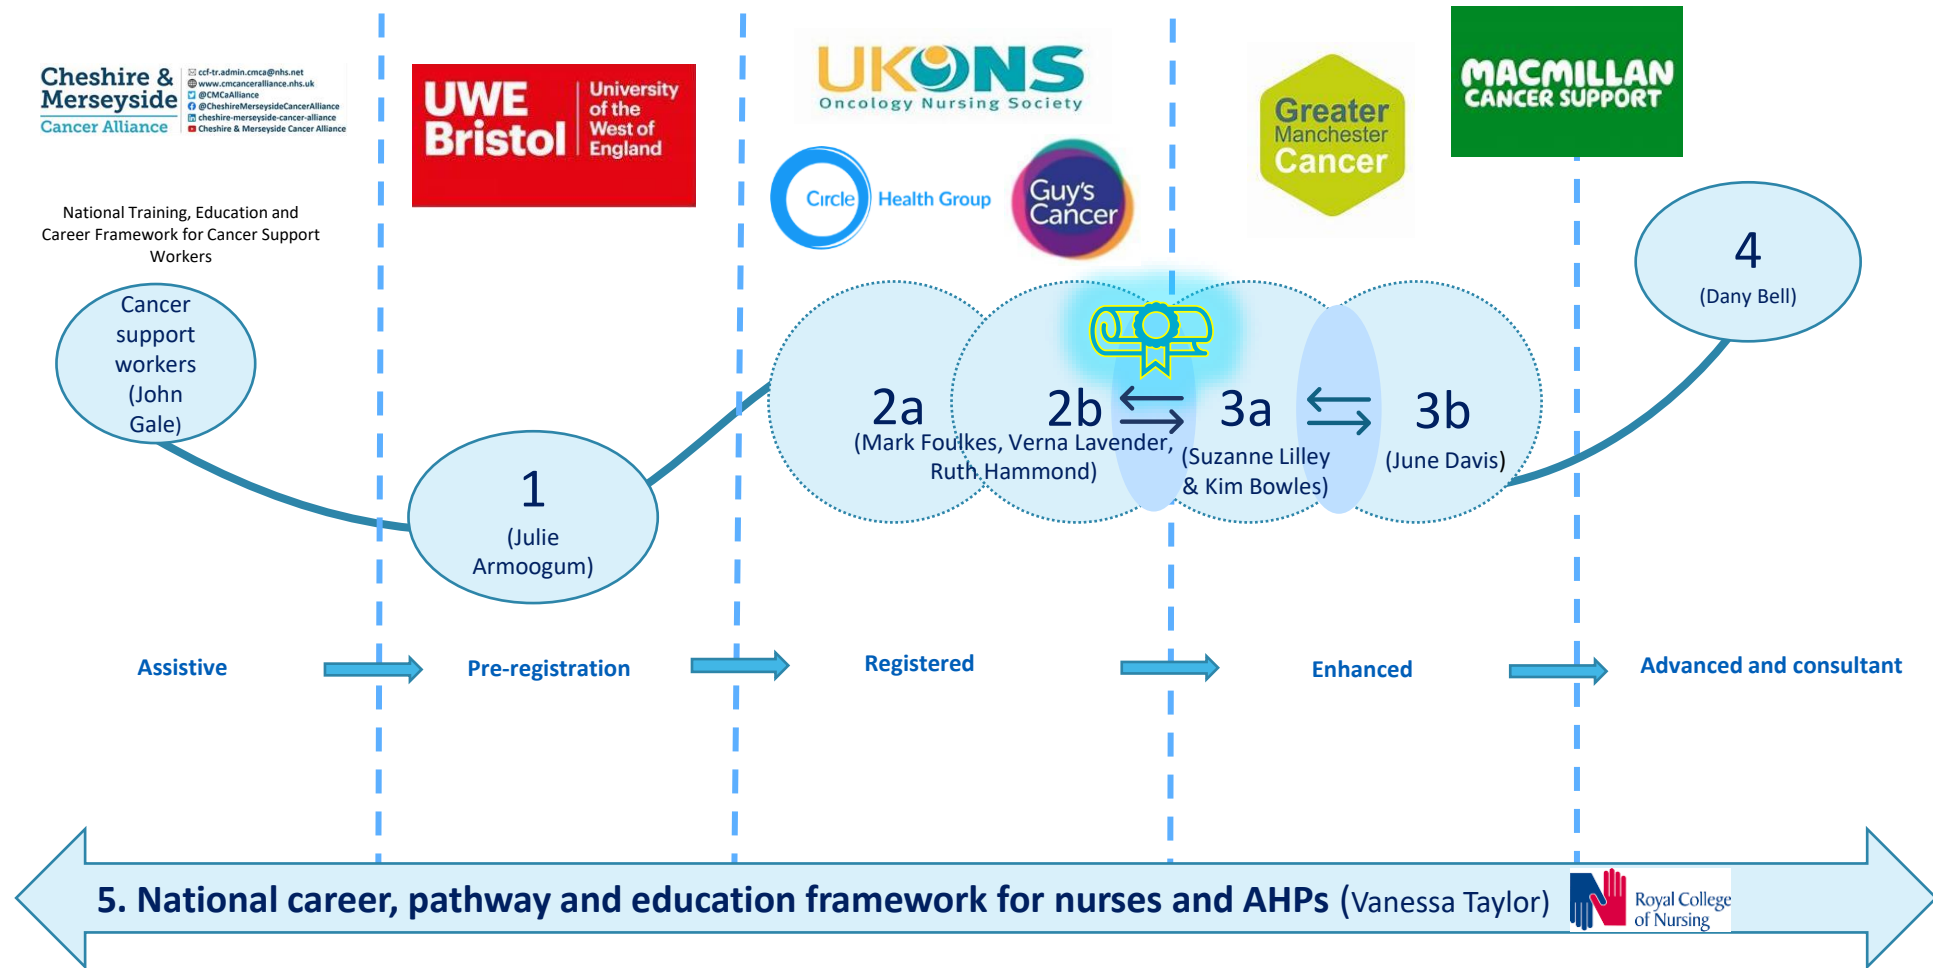 Cheshire &
Merseyside
Cancer Alliance
ccf-tr.admin.cmca@nhs.net
www.cmcanceralliance.nhs.uk
@CMCaAlliance
@CheshireMerseysideCancerAlliance
cheshire-merseyside-cancer-alliance
Cheshire & Merseyside Cancer Alliance
UWE
Bristol
University
of the
West of
England
UKONS
Oncology Nursing Society
Circle
Health Group
Guy's
Cancer
Greater
Manchester
Cancer
MACMILLAN
CANCER SUPPORT
National Training, Education and
Career Framework for Cancer Support
Workers
Cancer
support
workers
(John
Gale)
1
(Julie
Armoogum)
2a
2b
(Mark Foulkes, Verna Lavender,
Ruth Hammond)
3a
(Suzanne Lilley
& Kim Bowles)
3b
(June Davis)
4
(Dany Bell)
Assistive
Pre-registration
Registered
Enhanced
Advanced and consultant
5. National career, pathway and education framework for nurses and AHPs (Vanessa Taylor)
Royal College
of Nursing